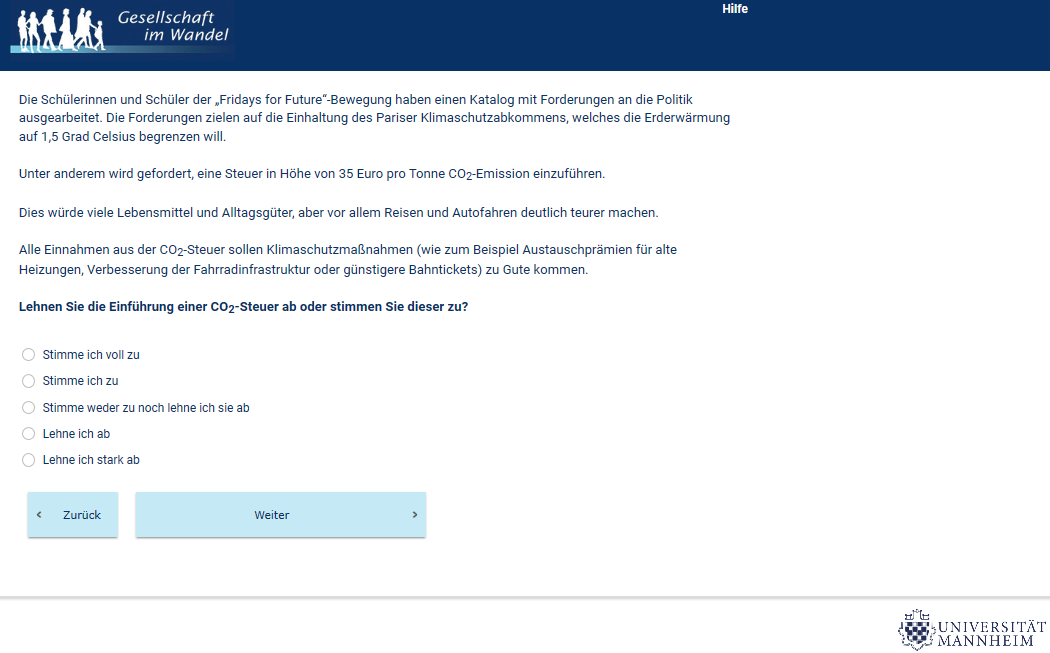 Gesellschaft
im Wandel
Hilfe
Die Schülerinnen und Schüler der „Fridays for Future“-Bewegung haben einen Katalog mit Forderungen an die Politik
ausgearbeitet. Die Forderungen zielen auf die Einhaltung des Pariser Klimaschutzabkommens, welches die Erderwärmung
auf 1,5 Grad Celsius begrenzen will.
Unter anderem wird gefordert, eine Steuer in Höhe von 35 Euro pro Tonne CO2-Emission einzuführen.
Dies würde viele Lebensmittel und Alltagsgüter, aber vor allem Reisen und Autofahren deutlich teurer machen.
Alle Einnahmen aus der CO2-Steuer sollen Klimaschutzmaßnahmen (wie zum Beispiel Austauschprämien für alte
Heizungen, Verbesserung der Fahrradinfrastruktur oder günstigere Bahntickets) zu Gute kommen.
Lehnen Sie die Einführung einer CO2-Steuer ab oder stimmen Sie dieser zu?
Stimme ich voll zu
Stimme ich zu
Stimme weder zu noch lehne ich sie ab
Lehne ich ab
Lehne ich stark ab
‹ Zurück Weiter ›
UNIVERSITÄT
MANNHEIM